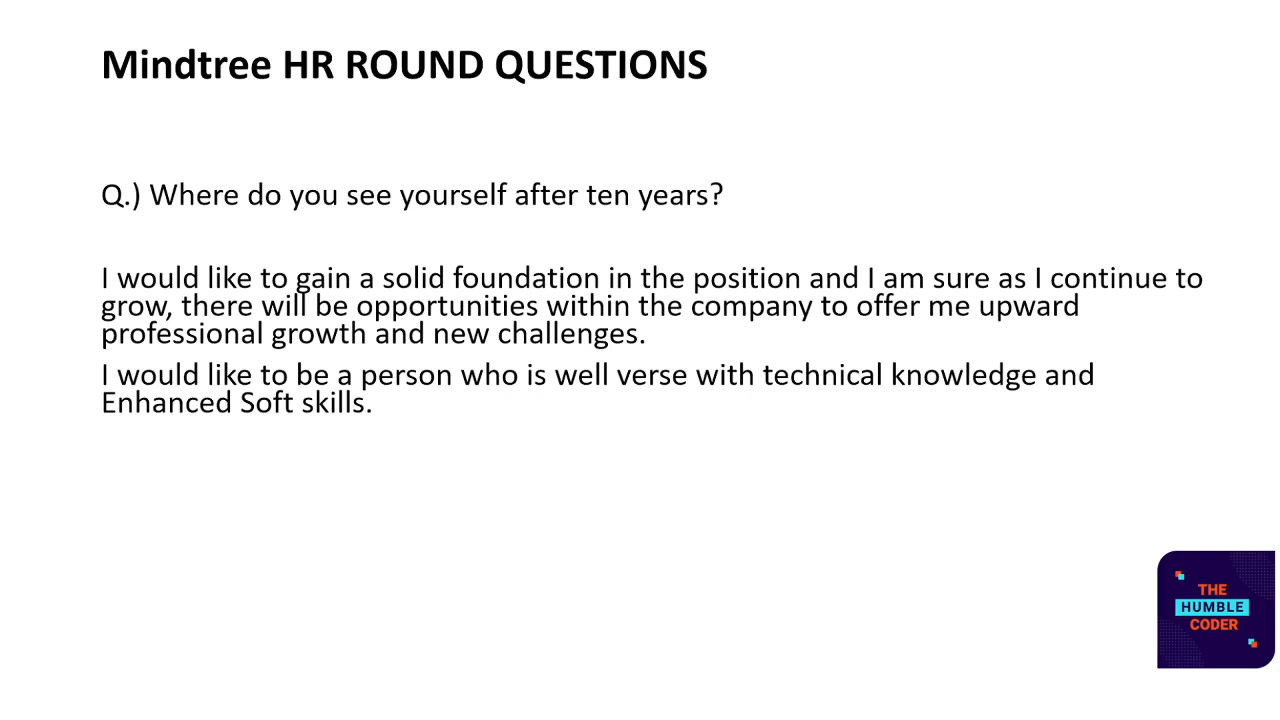 Mindtree HR ROUND QUESTIONS
Q.) Where do you see yourself after ten years?
I would like to gain a solid foundation in the position and I am sure as I continue to
grow, there will be opportunities within the company to offer me upward
professional growth and new challenges.
I would like to be a person who is well verse with technical knowledge and
Enhanced Soft skills.
THE
HUMBLE
CODER